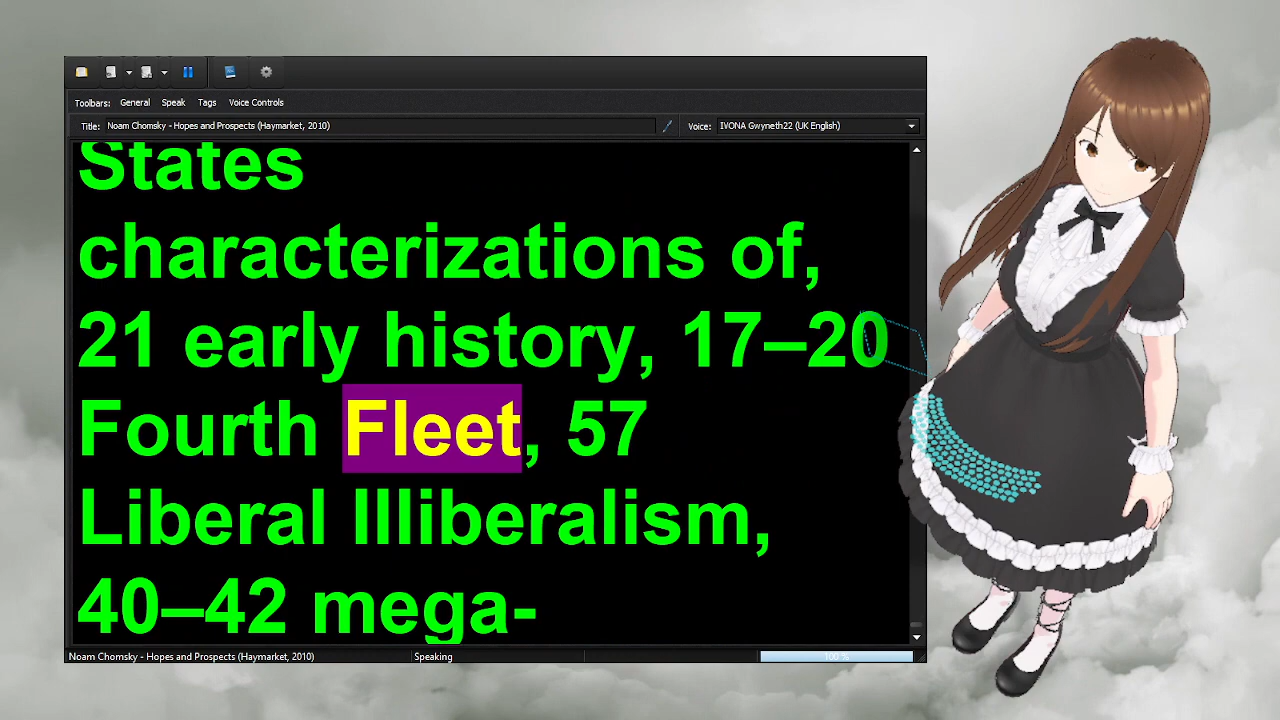 Toolbars: General Speak Tags Voice Controls
Title: Noam Chomsky - Hopes and Prospects (Haymarket, 2010) Voice: IVONA Gwyneth22 (UK English)
States
characterizations of,
21 early history, 17–20
Fourth Fleet, 57
Liberal Illiberalism,
40–42 mega-
Noam Chomsky - Hopes and Prospects (Haymarket, 2010) Speaking 100 %